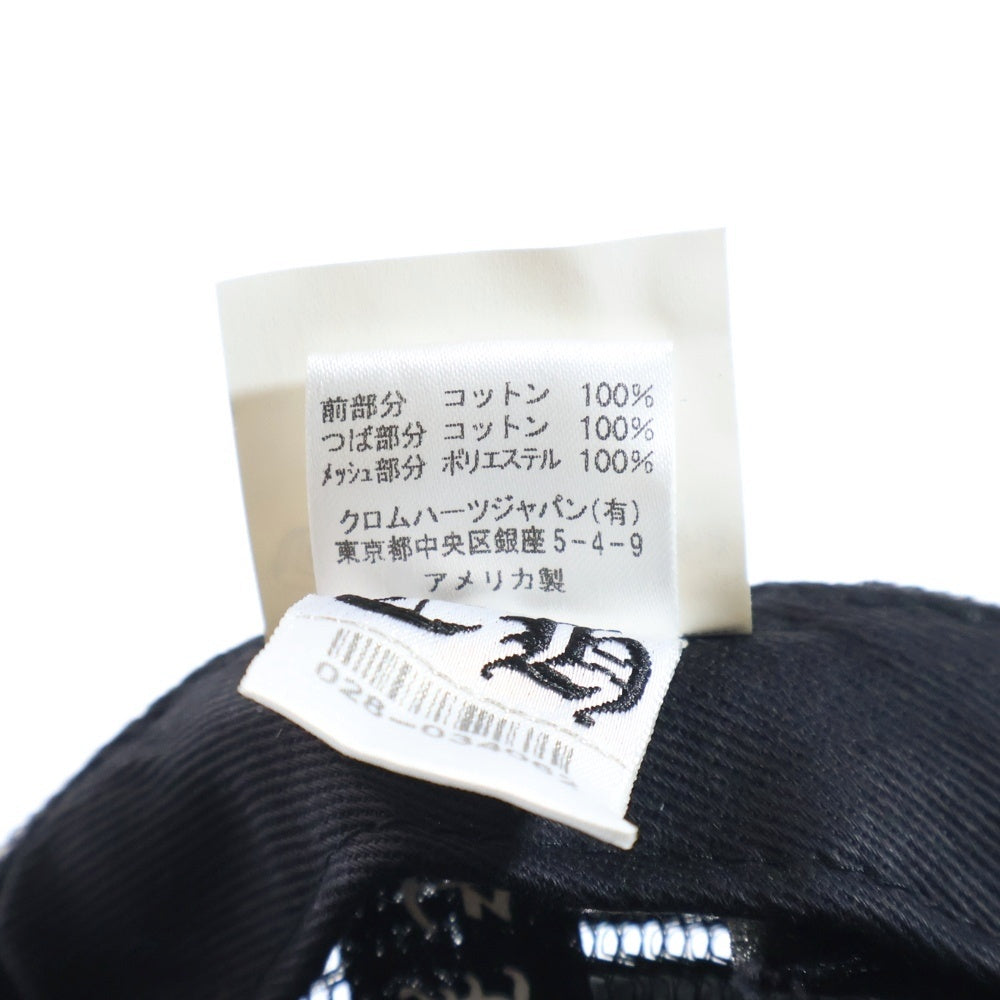 前部分 コットン 100%
つば部分 コットン 100%
メッシュ部分 ポリエステル 100%
クロムハーツジャパン(有)
東京都中央区銀座5-4-9
アメリカ製
028-034062